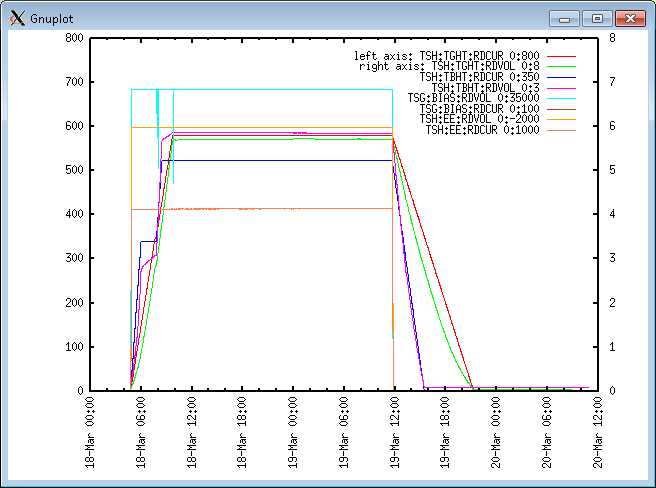 Gnuplot
800
700
600
500
400
300
200
100
0
8
7
6
5
4
3
2
1
0
left axis: TSH:TGHT:RDCUR 0:800
right axis: TSH:TGHT:RDVOL 0:8
TSH:TBHT:RDCUR 0:350
TSH:TBHT:RDVOL 0:3
TSG:BIAS:RDVOL 0:35000
TSG:BIAS:RDCUR 0:100
TSH:EE:RDVOL 0:-2000
TSH:EE:RDCUR 0:1000
18-Mar 00:00
18-Mar 06:00
18-Mar 12:00
18-Mar 18:00
19-Mar 00:00
19-Mar 06:00
19-Mar 12:00
19-Mar 18:00
20-Mar 00:00
20-Mar 06:00
20-Mar 12:00